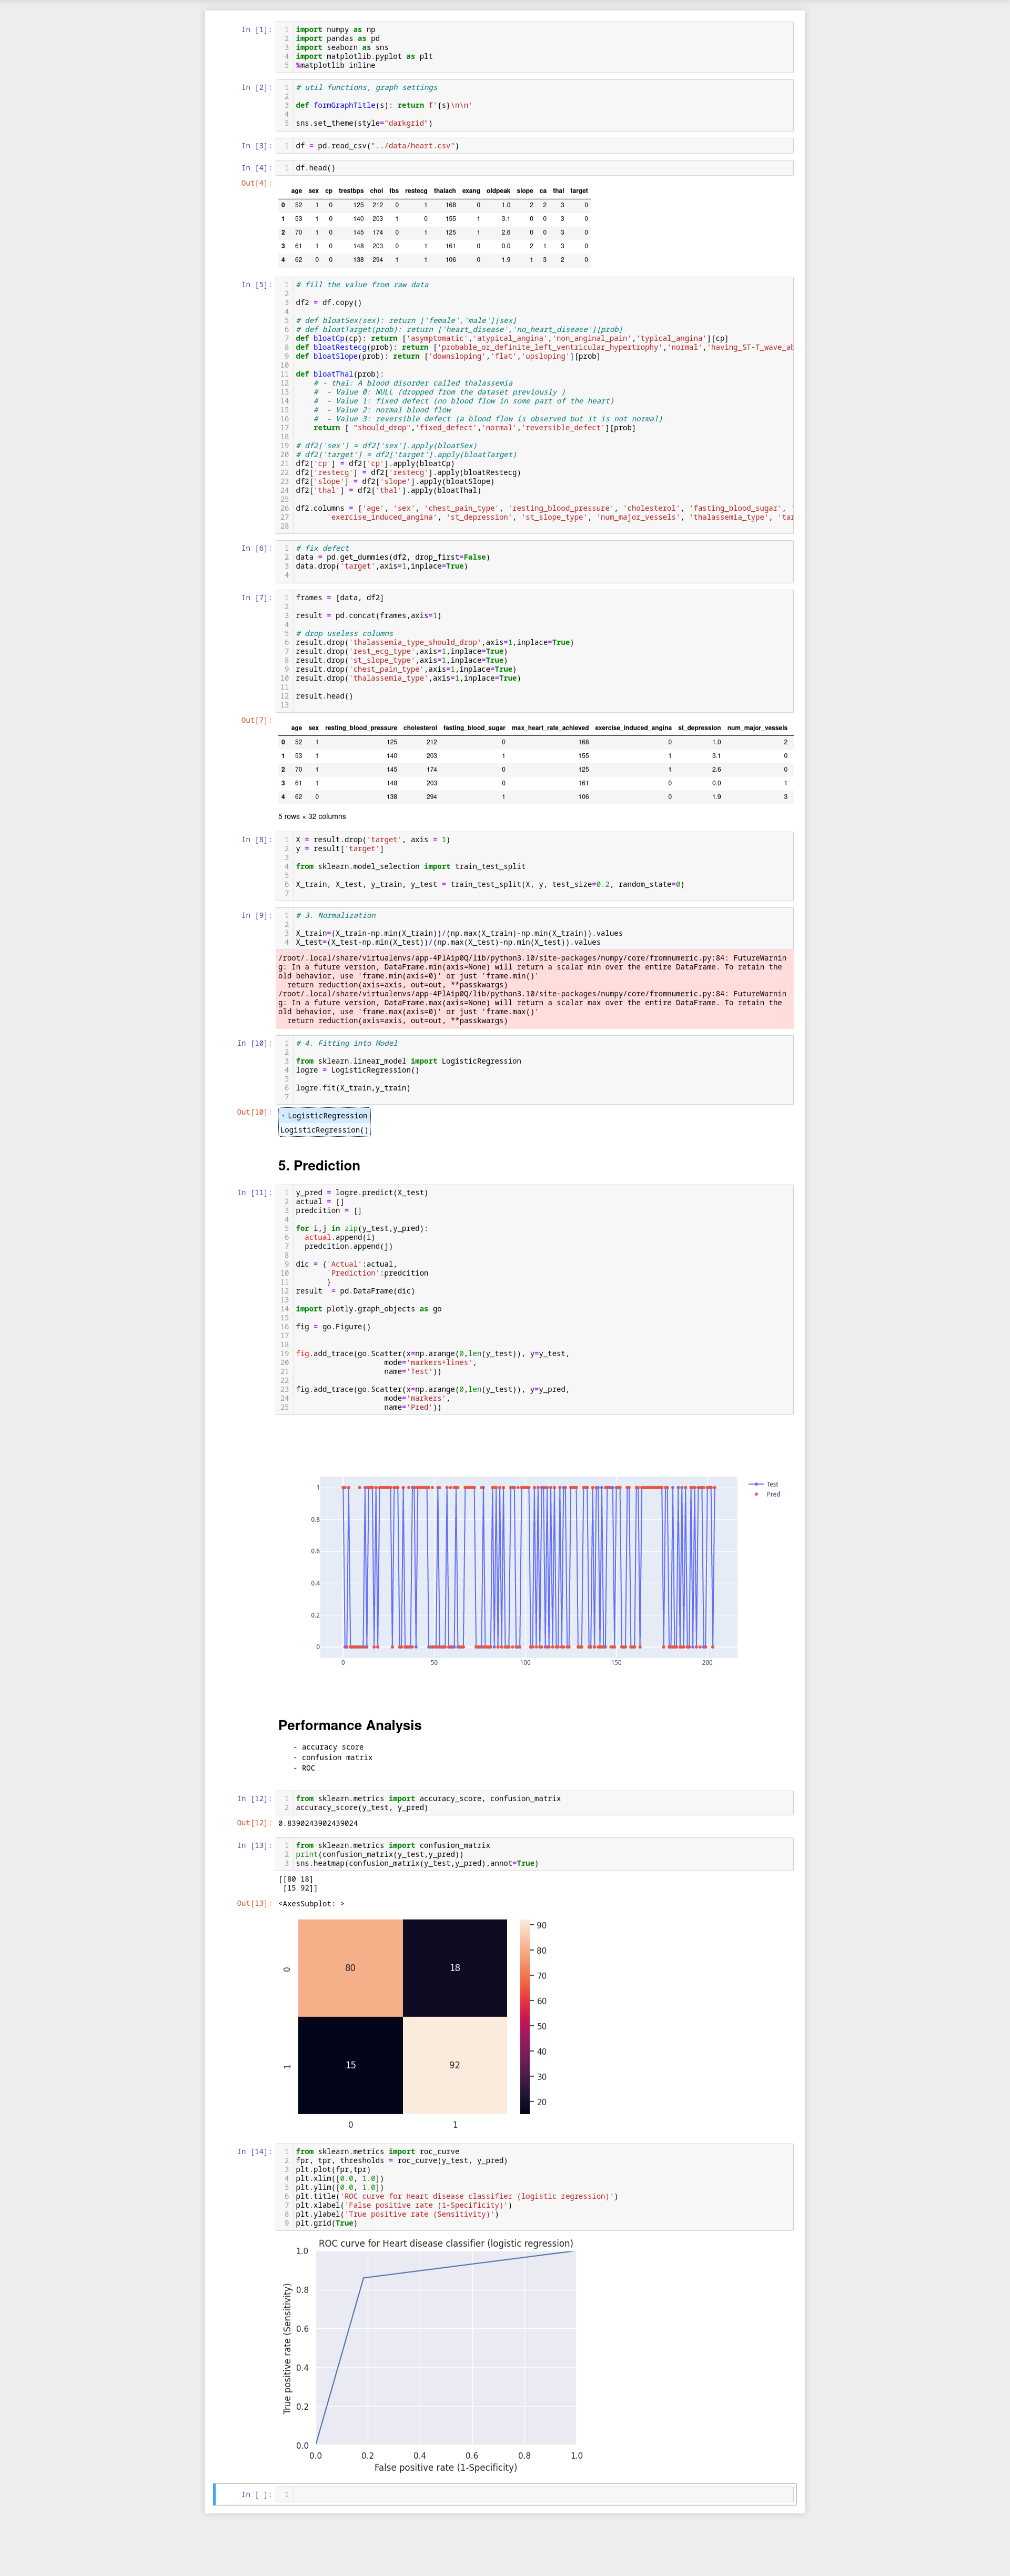 In [1]:
1 import numpy as np
2 import pandas as pd
3 import seaborn as sns
4 import matplotlib.pyplot as plt
5 %matplotlib inline
In [2]:
1 # util functions, graph settings
2
3 def formGraphTitle(s): return f'{s}\n\n'
4
5 sns.set_theme(style="darkgrid")
In [3]:
1 df = pd.read_csv("../data/heart.csv")
In [4]:
1 df.head()
Out[4]:
age sex cp trestbps chol fbs restecg thalach exang oldpeak slope ca thal target
0 52 1 0 125 212 0 1 168 0 1.0 2 2 3 0
1 53 1 0 140 203 1 0 155 1 3.1 0 0 3 0
2 70 1 0 145 174 0 1 125 1 2.6 0 0 3 0
3 61 1 0 148 203 0 1 161 0 0.0 2 1 3 0
4 62 0 0 138 294 1 1 106 0 1.9 1 3 2 0
In [5]:
1 # fill the value from raw data
2
3 df2 = df.copy()
4
5 # def bloatSex(sex): return ['female','male'][sex]
6 # def bloatTarget(prob): return ['heart_disease','no_heart_disease'][prob]
7 def bloatCp(cp): return ['asymptomatic','atypical_angina','non_anginal_pain','typical_angina'][cp]
8 def bloatRestecg(prob): return ['probable_or_definite_left_ventricular_hypertrophy','normal','having_ST-T_wave_ab
9 def bloatSlope(prob): return ['downsloping','flat','upsloping'][prob]
10
11 def bloatThal(prob):
12 # - thal: A blood disorder called thalassemia
13 #  - Value 0: NULL (dropped from the dataset previously )
14 #  - Value 1: fixed defect (no blood flow in some part of the heart)
15 #  - Value 2: normal blood flow
16 #  - Value 3: reversible defect (a blood flow is observed but it is not normal)
17 return [ "should_drop",'fixed_defect','normal','reversible_defect'][prob]
18
19 # df2['sex'] = df2['sex'].apply(bloatSex)
20 # df2['target'] = df2['target'].apply(bloatTarget)
21 df2['cp'] = df2['cp'].apply(bloatCp)
22 df2['restecg'] = df2['restecg'].apply(bloatRestecg)
23 df2['slope'] = df2['slope'].apply(bloatSlope)
24 df2['thal'] = df2['thal'].apply(bloatThal)
25
26 df2.columns = ['age', 'sex', 'chest_pain_type', 'resting_blood_pressure', 'cholesterol', 'fasting_blood_sugar', '
27 'exercise_induced_angina', 'st_depression', 'st_slope_type', 'num_major_vessels', 'thalassemia_type', 'tar
28
In [6]:
1 # fix defect
2 data = pd.get_dummies(df2, drop_first=False)
3 data.drop('target',axis=1,inplace=True)
4
In [7]:
1 frames = [data, df2]
2
3 result = pd.concat(frames,axis=1)
4
5 # drop useless columns
6 result.drop('thalassemia_type_should_drop',axis=1,inplace=True)
7 result.drop('rest_ecg_type',axis=1,inplace=True)
8 result.drop('st_slope_type',axis=1,inplace=True)
9 result.drop('chest_pain_type',axis=1,inplace=True)
10 result.drop('thalassemia_type',axis=1,inplace=True)
11
12 result.head()
13
Out[7]:
age sex resting_blood_pressure cholesterol fasting_blood_sugar max_heart_rate_achieved exercise_induced_angina st_depression num_major_vessels
0 52 1 125 212 0 168 0 1.0 2
1 53 1 140 203 1 155 1 3.1 0
2 70 1 145 174 0 125 1 2.6 0
3 61 1 148 203 0 161 0 0.0 1
4 62 0 138 294 1 106 0 1.9 3
5 rows × 32 columns
In [8]:
1 X = result.drop('target', axis = 1)
2 y = result['target']
3
4 from sklearn.model_selection import train_test_split
5
6 X_train, X_test, y_train, y_test = train_test_split(X, y, test_size=0.2, random_state=0)
7
In [9]:
1 # 3. Normalization
2
3 X_train=(X_train-np.min(X_train))/(np.max(X_train)-np.min(X_train)).values
4 X_test=(X_test-np.min(X_test))/(np.max(X_test)-np.min(X_test)).values
/root/.local/share/virtualenvs/app-4PlAip0Q/lib/python3.10/site-packages/numpy/core/fromnumeric.py:84: FutureWarnin
g: In a future version, DataFrame.min(axis=None) will return a scalar min over the entire DataFrame. To retain the
old behavior, use 'frame.min(axis=0)' or just 'frame.min()'
return reduction(axis=axis, out=out, **passkwargs)
/root/.local/share/virtualenvs/app-4PlAip0Q/lib/python3.10/site-packages/numpy/core/fromnumeric.py:84: FutureWarnin
g: In a future version, DataFrame.max(axis=None) will return a scalar max over the entire DataFrame. To retain the
old behavior, use 'frame.max(axis=0)' or just 'frame.max()'
return reduction(axis=axis, out=out, **passkwargs)
In [10]:
1 # 4. Fitting into Model
2
3 from sklearn.linear_model import LogisticRegression
4 logre = LogisticRegression()
5
6 logre.fit(X_train,y_train)
7
Out[10]:
LogisticRegression
LogisticRegression()
5. Prediction
In [11]:
1 y_pred = logre.predict(X_test)
2 actual = []
3 predcition = []
4
5 for i,j in zip(y_test,y_pred):
6 actual.append(i)
7 predcition.append(j)
8
9 dic = {'Actual':actual,
10 'Prediction':predcition
11 }
12 result  = pd.DataFrame(dic)
13
14 import plotly.graph_objects as go
15
16 fig = go.Figure()
17
18
19 fig.add_trace(go.Scatter(x=np.arange(0,len(y_test)), y=y_test,
20 mode='markers+lines',
21 name='Test'))
22
23 fig.add_trace(go.Scatter(x=np.arange(0,len(y_test)), y=y_pred,
24 mode='markers',
25 name='Pred'))
Test
Pred
1
0.8
0.6
0.4
0.2
0
0 50 100 150 200
Performance Analysis
- accuracy score
- confusion matrix
- ROC
In [12]:
1 from sklearn.metrics import accuracy_score, confusion_matrix
2 accuracy_score(y_test, y_pred)
Out[12]: 0.8390243902439024
In [13]:
1 from sklearn.metrics import confusion_matrix
2 print(confusion_matrix(y_test,y_pred))
3 sns.heatmap(confusion_matrix(y_test,y_pred),annot=True)
[[80 18]
[15 92]]
Out[13]: <AxesSubplot: >
0
80 18
1
15 92
0 1
90
80
70
60
50
40
30
20
In [14]:
1 from sklearn.metrics import roc_curve
2 fpr, tpr, thresholds = roc_curve(y_test, y_pred)
3 plt.plot(fpr,tpr)
4 plt.xlim([0.0, 1.0])
5 plt.ylim([0.0, 1.0])
6 plt.title('ROC curve for Heart disease classifier (logistic regression)')
7 plt.xlabel('False positive rate (1-Specificity)')
8 plt.ylabel('True positive rate (Sensitivity)')
9 plt.grid(True)
ROC curve for Heart disease classifier (logistic regression)
True positive rate (Sensitivity)
1.0
0.8
0.6
0.4
0.2
0.0
0.0 0.2 0.4 0.6 0.8 1.0
False positive rate (1-Specificity)
In [ ]:
1